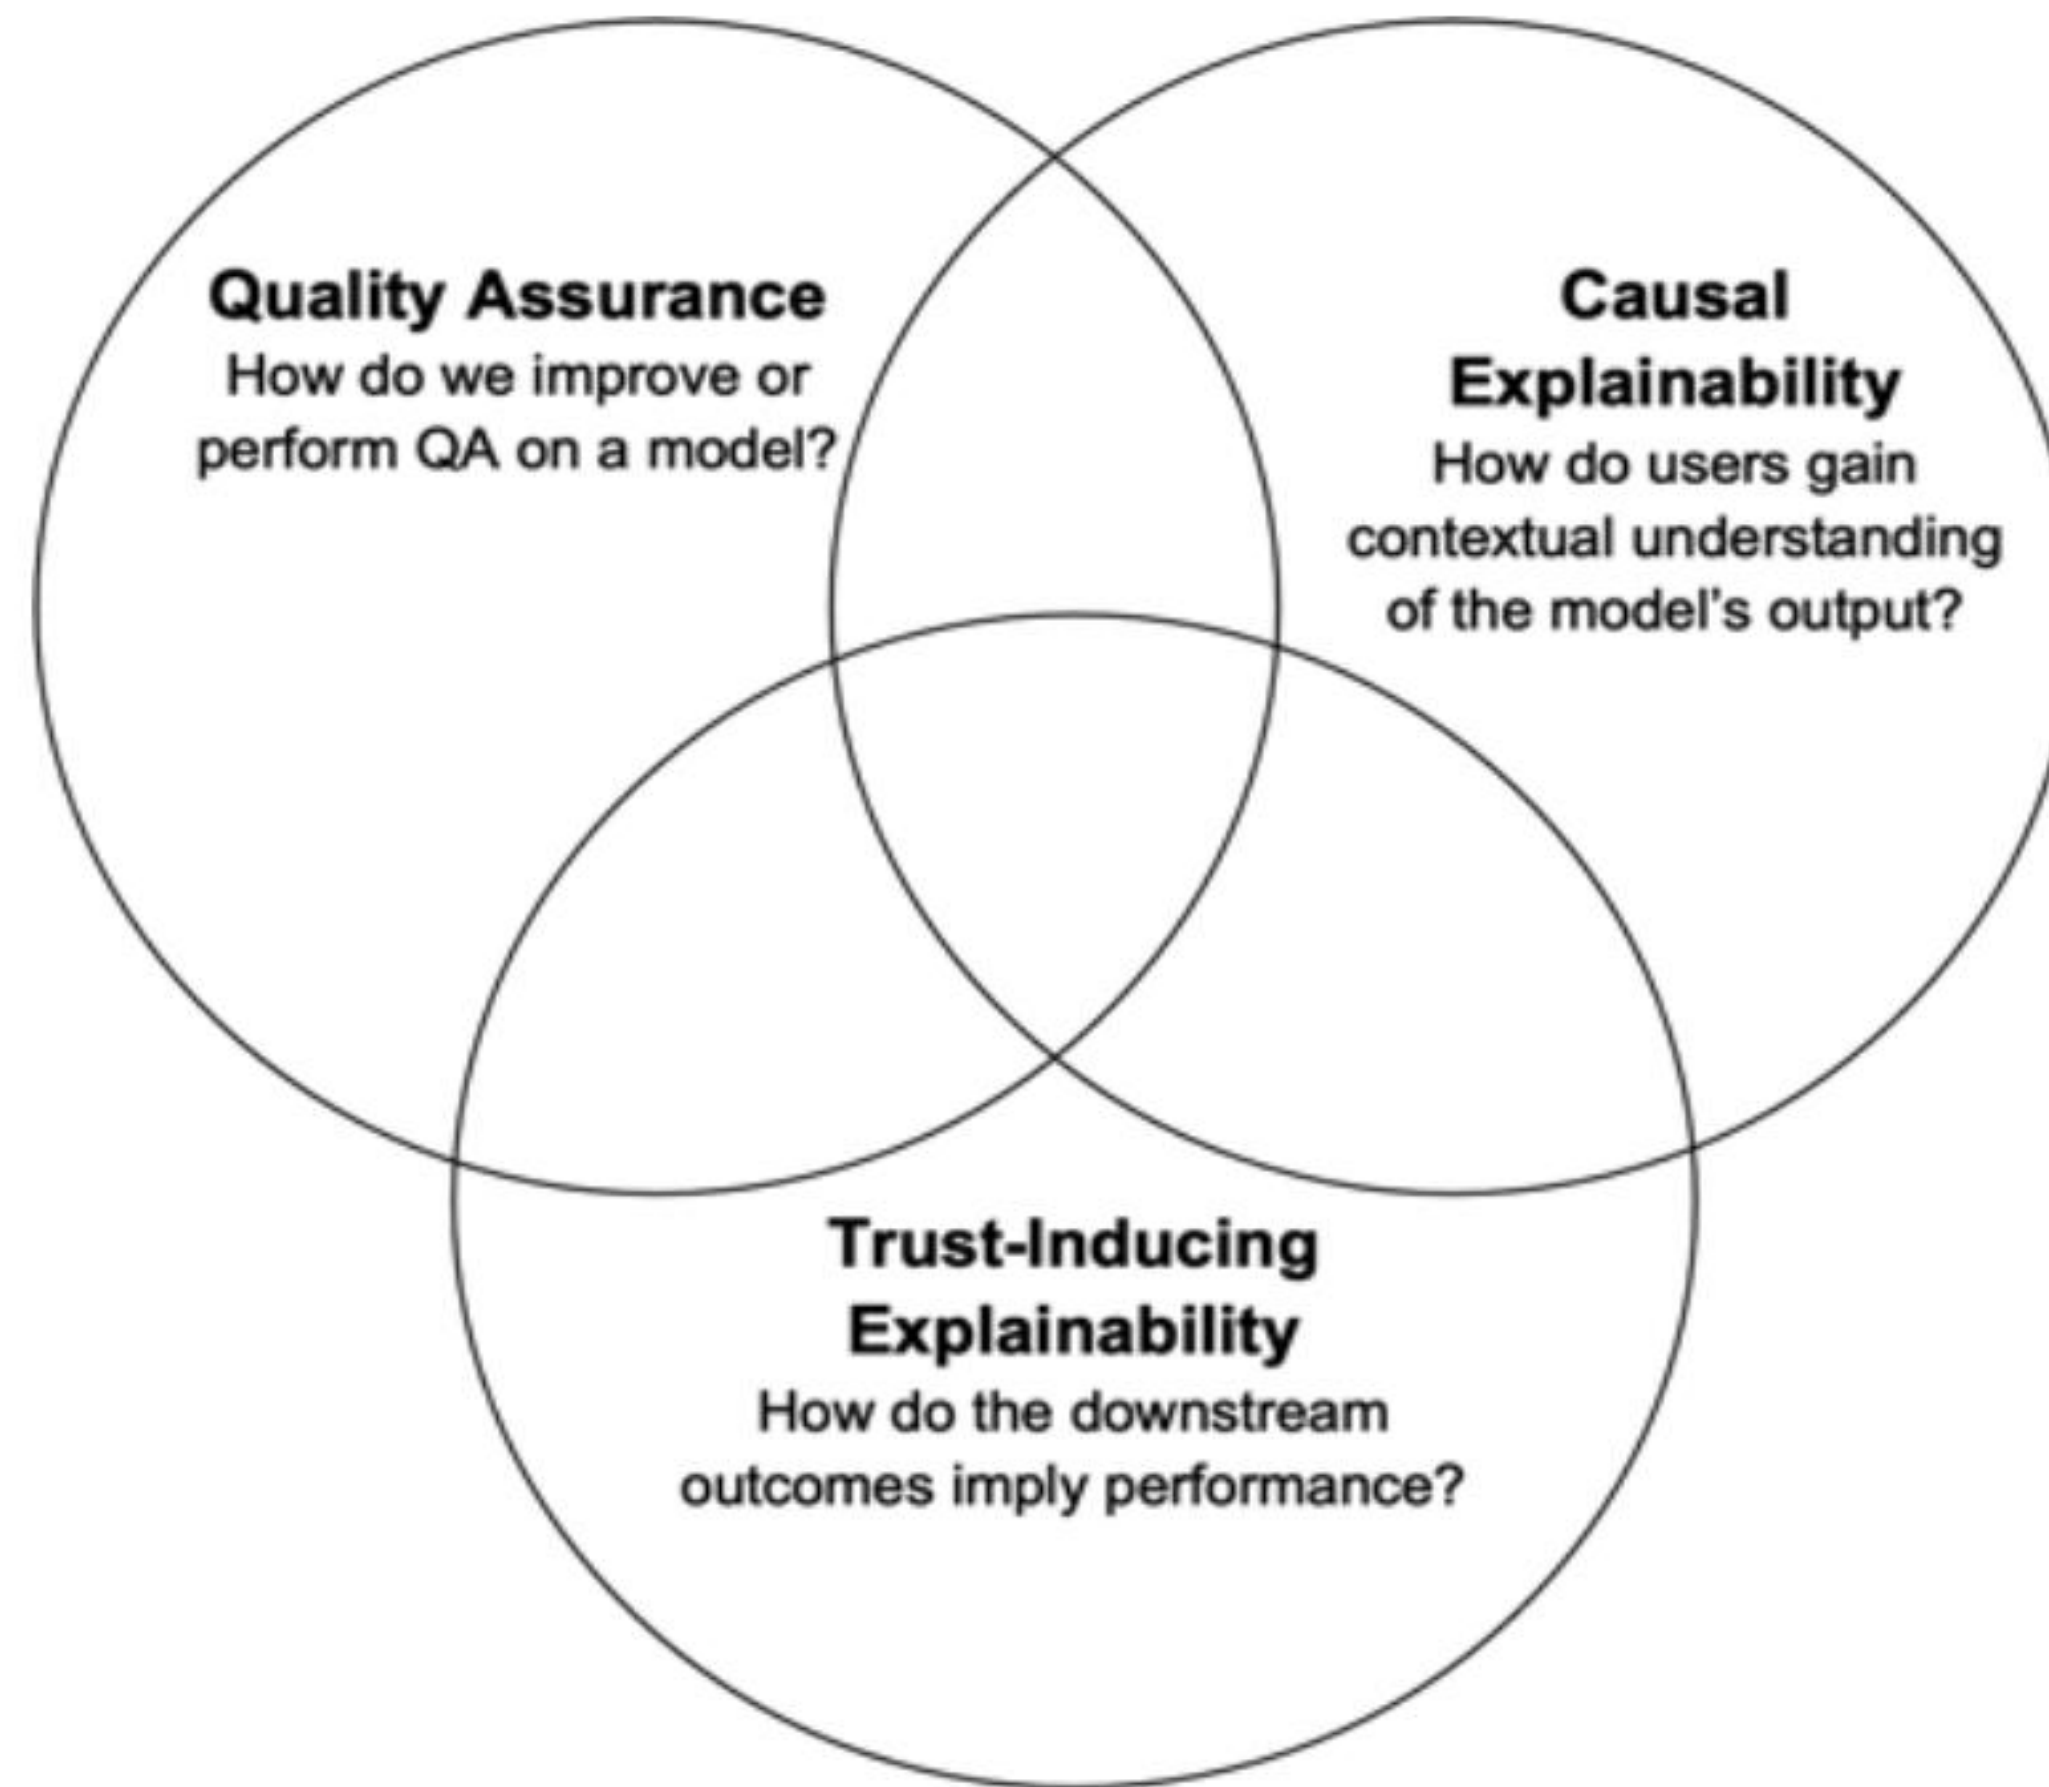 Quality Assurance
How do we improve or
perform QA on a model?
Causal
Explainability
How do users gain
contextual understanding
of the model's output?
Trust-Inducing
Explainability
How do the downstream
outcomes imply performance?